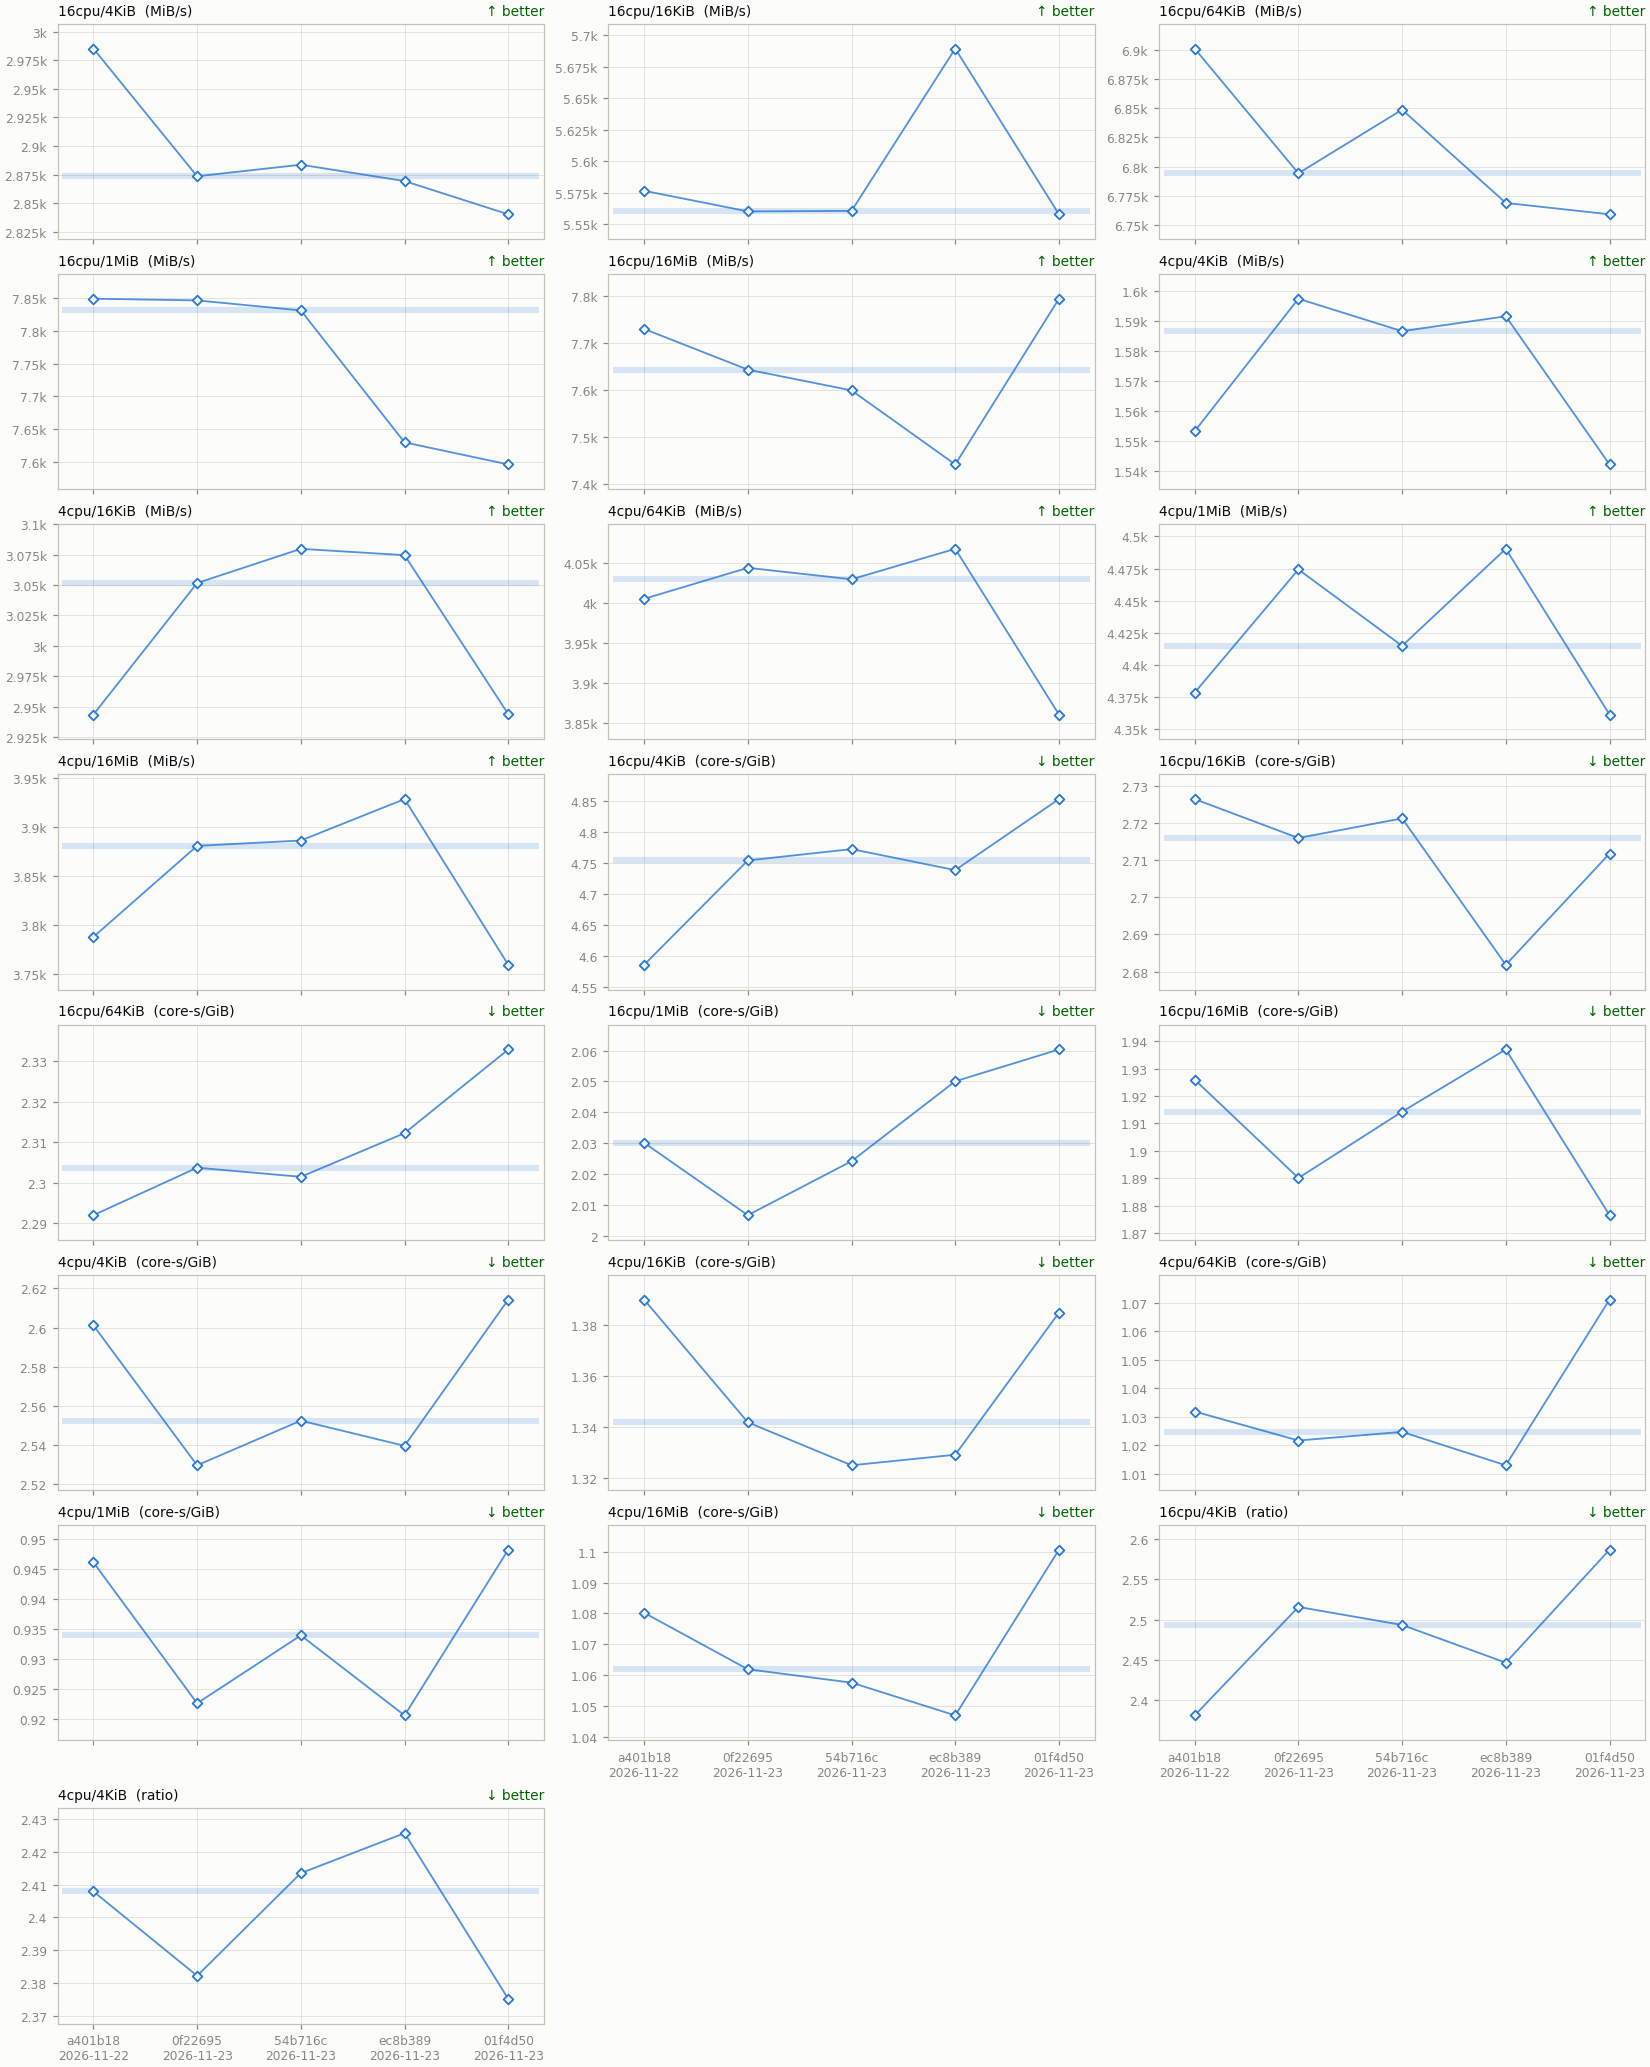 16cpu/4KiB (MiB/s) ↑ better
3k
2.975k
2.95k
2.925k
2.9k
2.875k
2.85k
2.825k
16cpu/16KiB (MiB/s) ↑ better
5.7k
5.675k
5.65k
5.625k
5.6k
5.575k
5.55k
16cpu/64KiB (MiB/s) ↑ better
6.9k
6.875k
6.85k
6.825k
6.8k
6.775k
6.75k
16cpu/1MiB (MiB/s) ↑ better
7.85k
7.8k
7.75k
7.7k
7.65k
7.6k
16cpu/16MiB (MiB/s) ↑ better
7.8k
7.7k
7.6k
7.5k
7.4k
4cpu/4KiB (MiB/s) ↑ better
1.6k
1.59k
1.58k
1.57k
1.56k
1.55k
1.54k
4cpu/16KiB (MiB/s) ↑ better
3.1k
3.075k
3.05k
3.025k
3k
2.975k
2.95k
2.925k
4cpu/64KiB (MiB/s) ↑ better
4.05k
4k
3.95k
3.9k
3.85k
4cpu/1MiB (MiB/s) ↑ better
4.5k
4.475k
4.45k
4.425k
4.4k
4.375k
4.35k
4cpu/16MiB (MiB/s) ↑ better
3.95k
3.9k
3.85k
3.8k
3.75k
16cpu/4KiB (core-s/GiB) ↓ better
4.85
4.8
4.75
4.7
4.65
4.6
4.55
16cpu/16KiB (core-s/GiB) ↓ better
2.73
2.72
2.71
2.7
2.69
2.68
16cpu/64KiB (core-s/GiB) ↓ better
2.33
2.32
2.31
2.3
2.29
16cpu/1MiB (core-s/GiB) ↓ better
2.06
2.05
2.04
2.03
2.02
2.01
2
16cpu/16MiB (core-s/GiB) ↓ better
1.94
1.93
1.92
1.91
1.9
1.89
1.88
1.87
4cpu/4KiB (core-s/GiB) ↓ better
2.62
2.6
2.58
2.56
2.54
2.52
4cpu/16KiB (core-s/GiB) ↓ better
1.38
1.36
1.34
1.32
4cpu/64KiB (core-s/GiB) ↓ better
1.07
1.06
1.05
1.04
1.03
1.02
1.01
4cpu/1MiB (core-s/GiB) ↓ better
0.95
0.945
0.94
0.935
0.93
0.925
0.92
4cpu/16MiB (core-s/GiB) ↓ better
1.1
1.09
1.08
1.07
1.06
1.05
1.04
a401b18 0f22695 54b716c ec8b389 01f4d50
2026-11-22 2026-11-23 2026-11-23 2026-11-23 2026-11-23
16cpu/4KiB (ratio) ↓ better
2.6
2.55
2.5
2.45
2.4
a401b18 0f22695 54b716c ec8b389 01f4d50
2026-11-22 2026-11-23 2026-11-23 2026-11-23 2026-11-23
4cpu/4KiB (ratio) ↓ better
2.43
2.42
2.41
2.4
2.39
2.38
2.37
a401b18 0f22695 54b716c ec8b389 01f4d50
2026-11-22 2026-11-23 2026-11-23 2026-11-23 2026-11-23